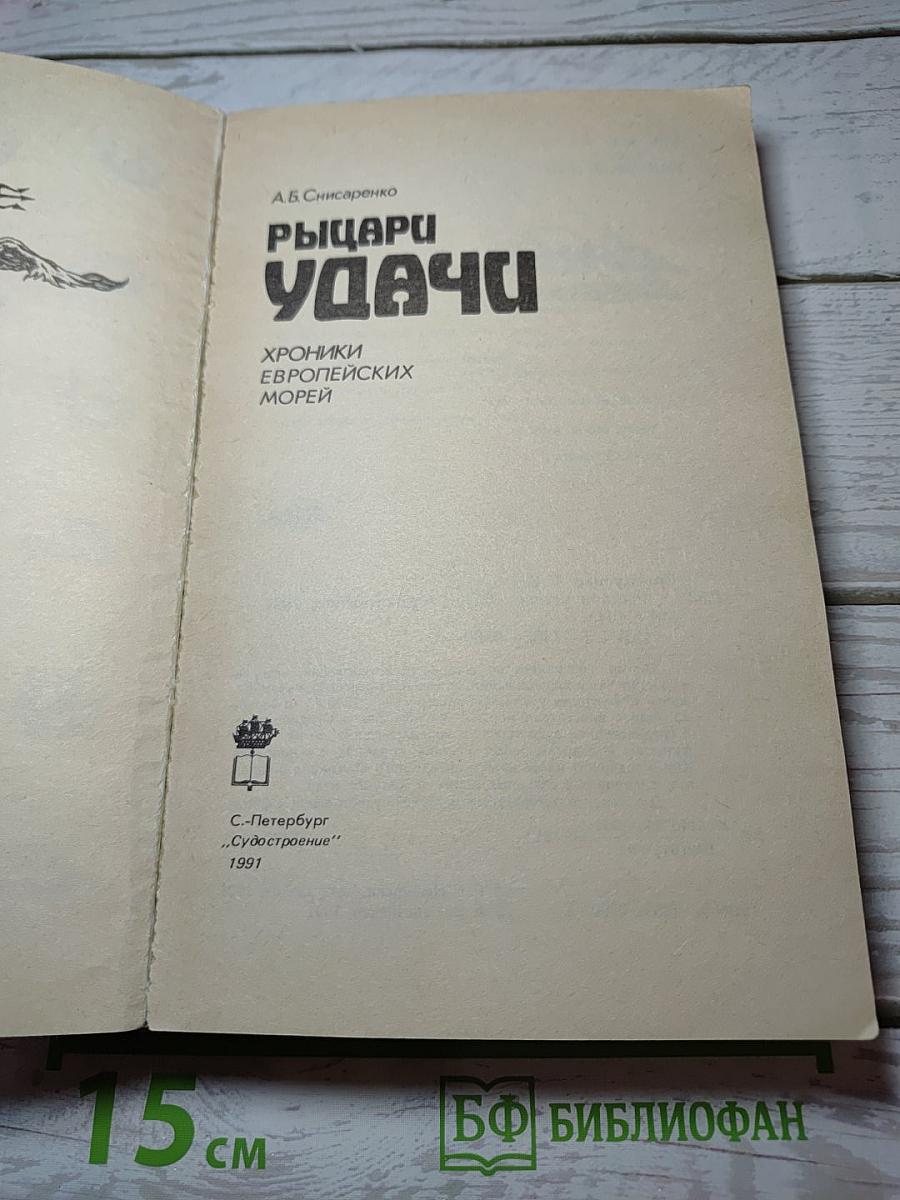 А.Б. Снисаренко
РЫЦАРИ
УДАЧИ
ХРОНИКИ
ЕВРОПЕЙСКИХ
МОРЕЙ
С.-Петербург
,,Судостроение''
1991
15 см
БФ БИБЛИОФАН